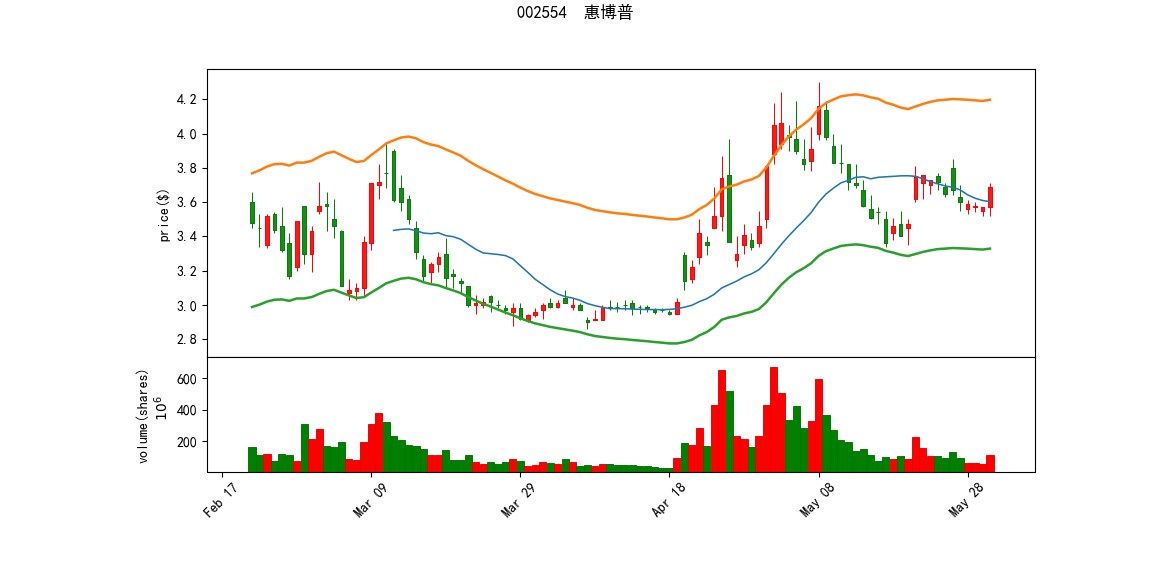 002554 惠博普
price($)
4.2
4.0
3.8
3.6
3.4
3.2
3.0
2.8
volume(shares)
10^6
600
400
200
Feb 17
Mar 09
Mar 29
Apr 18
May 08
May 28